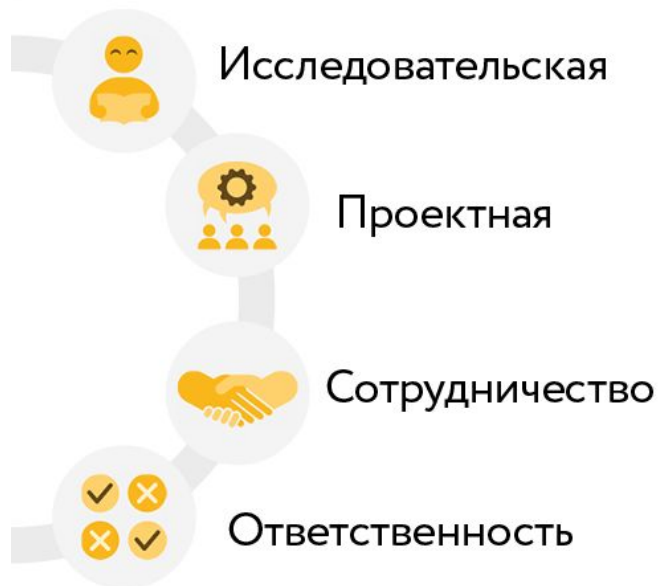 Исследовательская
Проектная
Сотрудничество
Ответственность